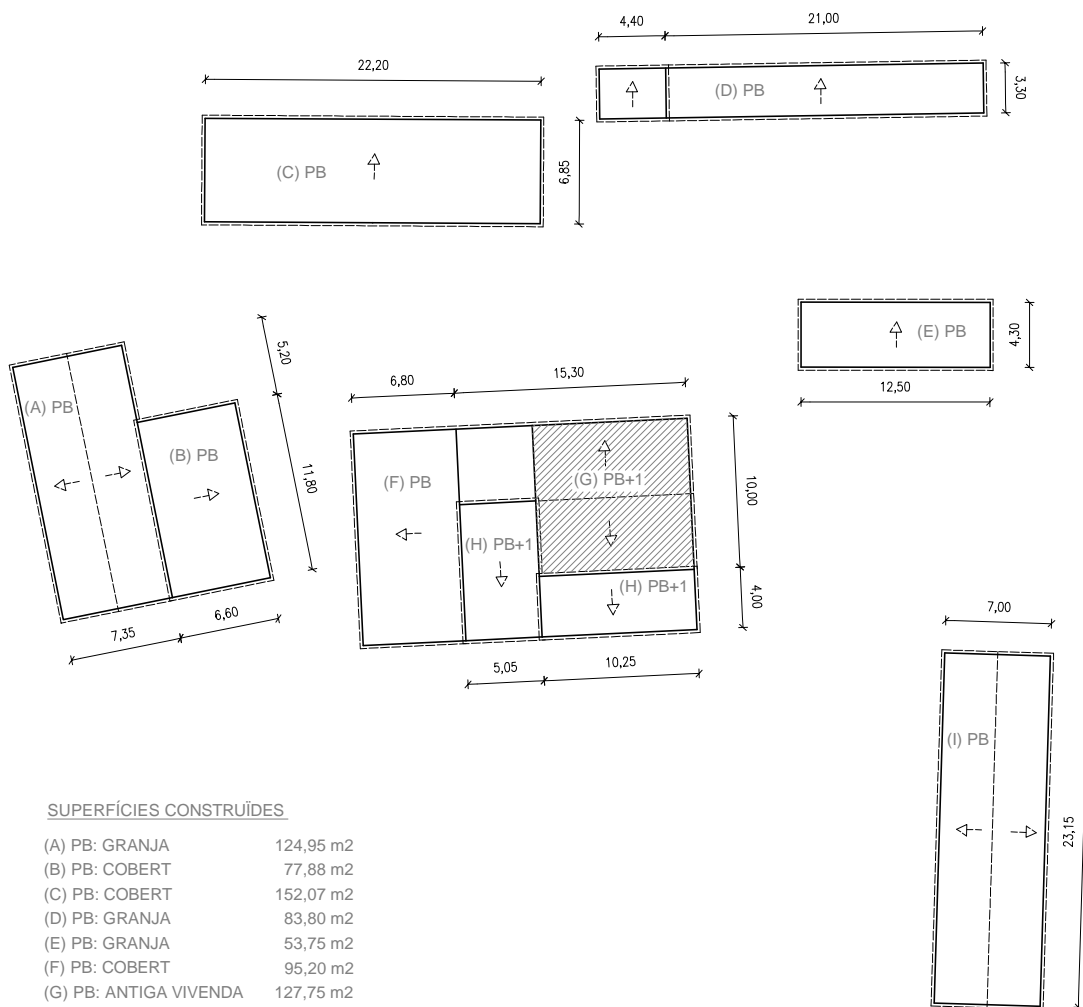 4,40 21,00
22,20
(D) PB
3,30
(C) PB
6,85
(E) PB
4,30
12,50
5,20
6,80 15,30
(A) PB
(B) PB
11,80
(F) PB
(G) PB+1
10,00
(H) PB+1
(H) PB+1
4,00
7,35 6,60
5,05 10,25
7,00
(I) PB
23,15
SUPERFÍCIES CONSTRUÏDES
(A) PB: GRANJA 124,95 m2
(B) PB: COBERT 77,88 m2
(C) PB: COBERT 152,07 m2
(D) PB: GRANJA 83,80 m2
(E) PB: GRANJA 53,75 m2
(F) PB: COBERT 95,20 m2
(G) PB: ANTIGA VIVENDA 127,75 m2